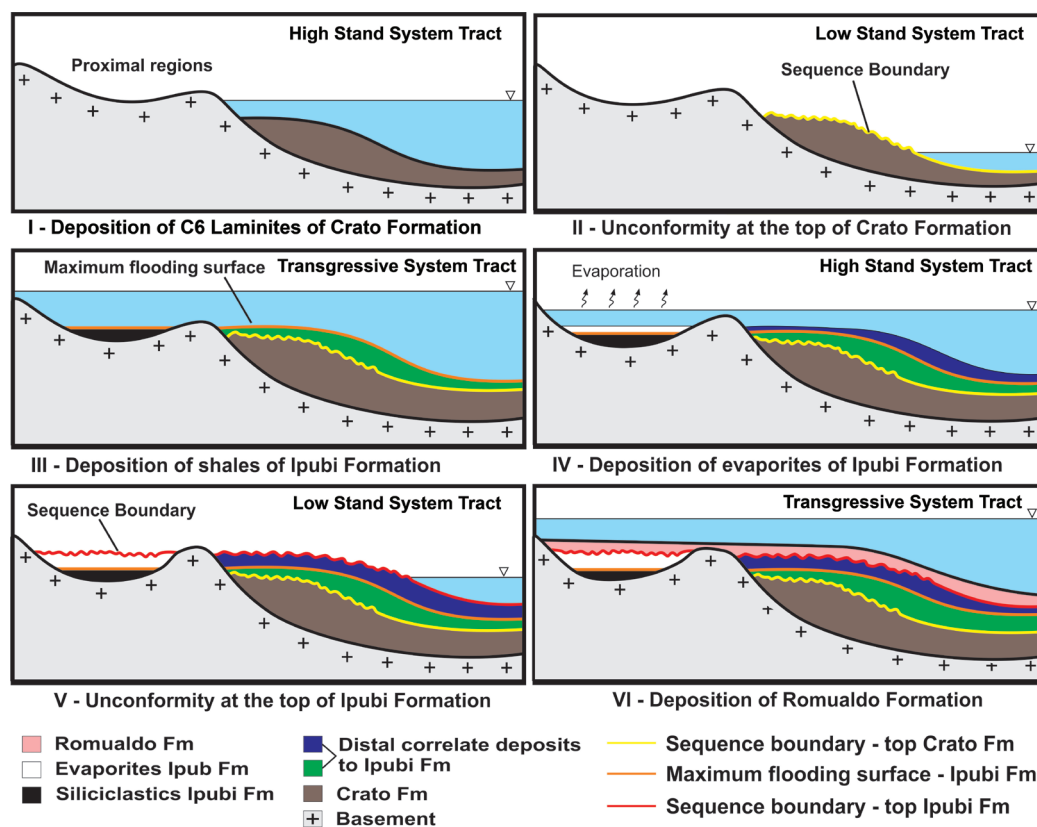 High Stand System Tract
Proximal regions
I - Deposition of C6 Laminites of Crato Formation
Low Stand System Tract
Sequence Boundary
II - Unconformity at the top of Crato Formation
Maximum flooding surface
Transgressive System Tract
III - Deposition of shales of Ipubi Formation
Evaporation
High Stand System Tract
IV - Deposition of evaporites of Ipubi Formation
Low Stand System Tract
Sequence Boundary
V - Unconformity at the top of Ipubi Formation
Transgressive System Tract
VI - Deposition of Romualdo Formation
Romualdo Fm
Evaporites Ipub Fm
Siliciclastics Ipubi Fm
Distal correlate deposits
to Ipubi Fm
Crato Fm
Basement
Sequence boundary - top Crato Fm
Maximum flooding surface - Ipubi Fm
Sequence boundary - top Ipubi Fm